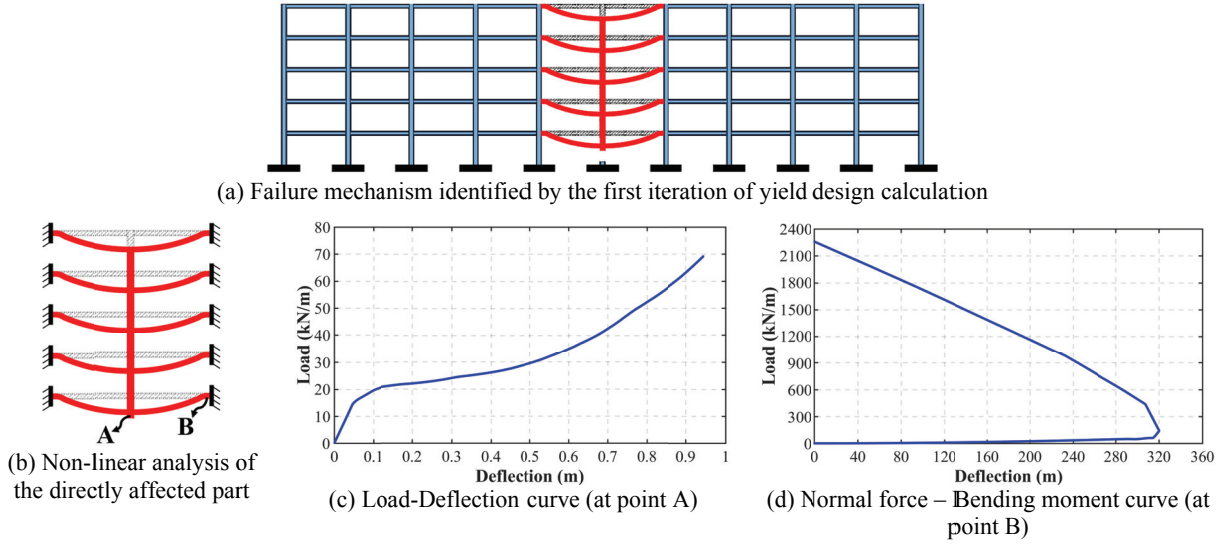 (a) Failure mechanism identified by the first iteration of yield design calculation
A
B
(b) Non-linear analysis of
the directly affected part
Load (kN/m)
80
70
60
50
40
30
20
10
0
0 0.1 0.2 0.3 0.4 0.5 0.6 0.7 0.8 0.9 1
Deflection (m)
(c) Load-Deflection curve (at point A)
Load (kN/m)
2400
2100
1800
1500
1200
900
600
300
0
0 40 80 120 160 200 240 280 320 360
Deflection (m)
(d) Normal force – Bending moment curve (at
point B)